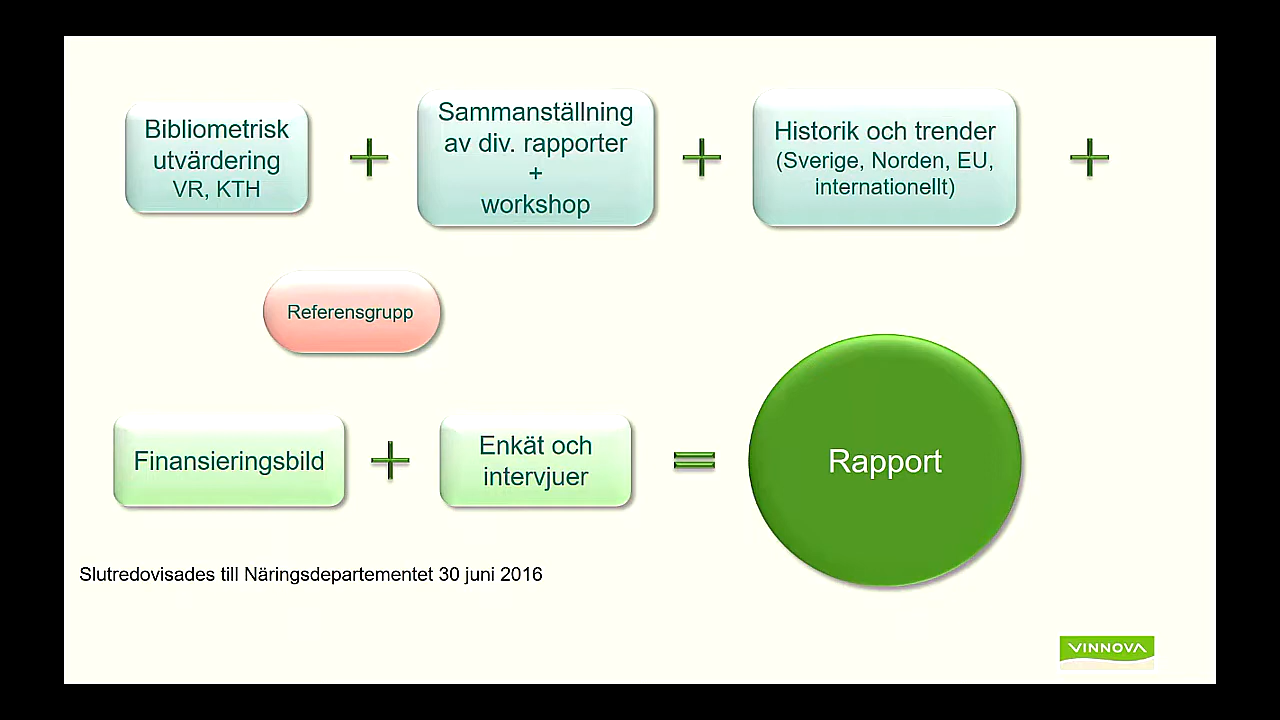 Bibliometrisk
utvärdering
VR, KTH
+
Sammanställning
av div. rapporter
+
workshop
+
Historik och trender
(Sverige, Norden, EU,
internationellt)
+
Referensgrupp
Finansieringsbild
+
Enkät och
intervjuer
=
Rapport
Slutredovisades till Näringsdepartementet 30 juni 2016
VINNOVA